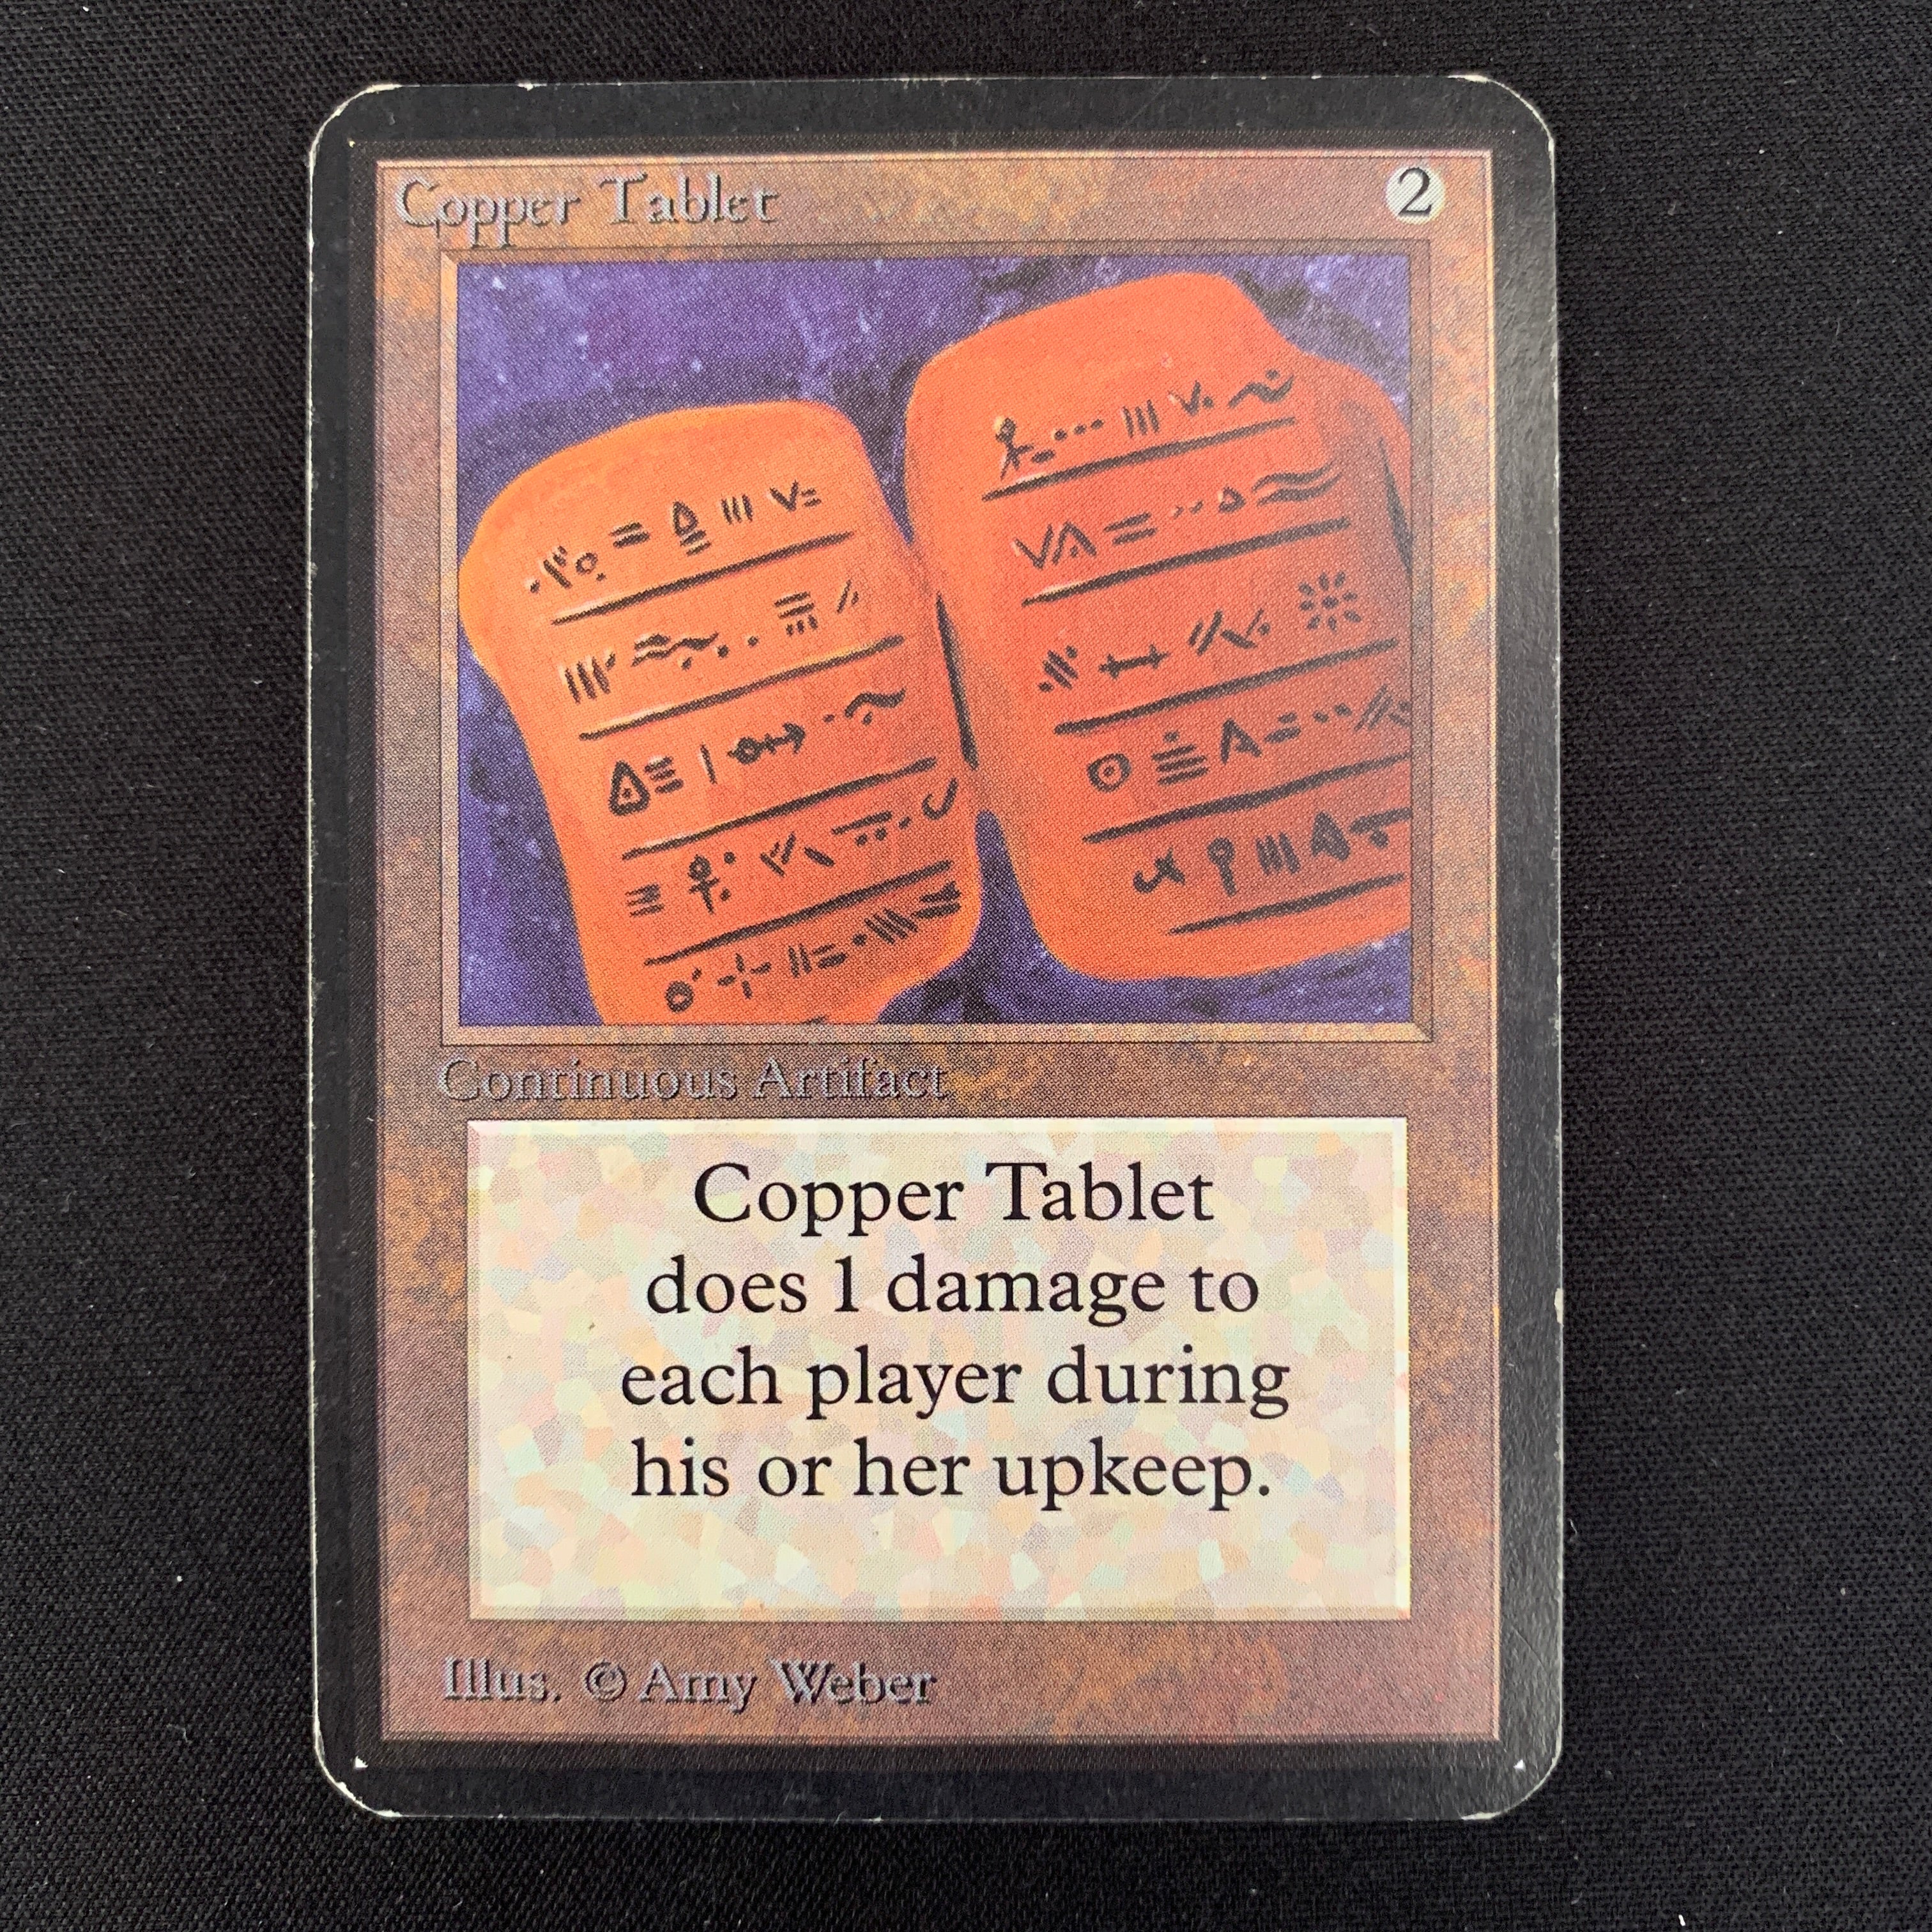 Copper Tablet 2
Continuous Artifact
Copper Tablet
does 1 damage to
each player during
his or her upkeep.
Illus. © Amy Weber